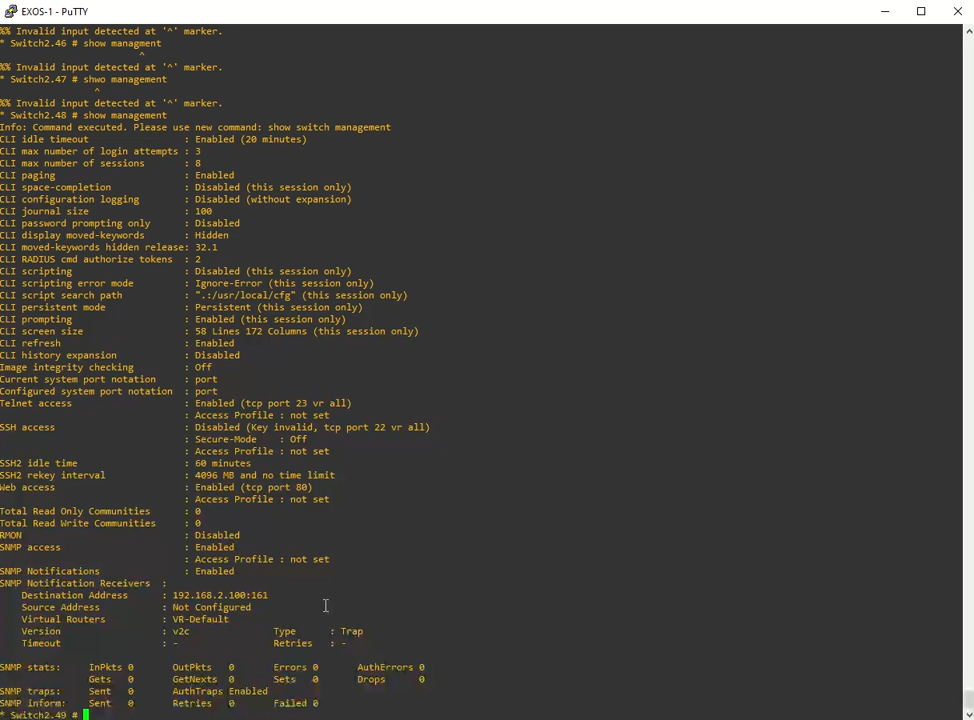 EXOS-1 - PuTTY
%% Invalid input detected at '^' marker.
* Switch2.46 # show managment
^
%% Invalid input detected at '^' marker.
* Switch2.47 # shwo management
^
%% Invalid input detected at '^' marker.
* Switch2.48 # show management
Info: Command executed. Please use new command: show switch management
CLI idle timeout : Enabled (20 minutes)
CLI max number of login attempts : 3
CLI max number of sessions : 8
CLI paging : Enabled
CLI space-completion : Disabled (this session only)
CLI configuration logging : Disabled (without expansion)
CLI journal size : 100
CLI password prompting only : Disabled
CLI display moved-keywords : Hidden
CLI moved-keywords hidden release: 32.1
CLI RADIUS cmd authorize tokens : 2
CLI scripting : Disabled (this session only)
CLI scripting error mode : Ignore-Error (this session only)
CLI script search path : ".:/usr/local/cfg" (this session only)
CLI persistent mode : Persistent (this session only)
CLI prompting : Enabled (this session only)
CLI screen size : 58 Lines 172 Columns (this session only)
CLI refresh : Enabled
CLI history expansion : Disabled
Image integrity checking : Off
Current system port notation : port
Configured system port notation : port
Telnet access : Enabled (tcp port 23 vr all)
: Access Profile : not set
SSH access : Disabled (Key invalid, tcp port 22 vr all)
: Secure-Mode : Off
: Access Profile : not set
SSH2 idle time : 60 minutes
SSH2 rekey interval : 4096 MB and no time limit
Web access : Enabled (tcp port 80)
: Access Profile : not set
Total Read Only Communities : 0
Total Read Write Communities : 0
RMON : Disabled
SNMP access : Enabled
: Access Profile : not set
SNMP Notifications : Enabled
SNMP Notification Receivers :
Destination Address : 192.168.2.100:161
Source Address : Not Configured
Virtual Routers : VR-Default
Version : v2c Type : Trap
Timeout : - Retries : -
SNMP stats: InPkts 0 OutPkts 0 Errors 0 AuthErrors 0
Gets 0 GetNexts 0 Sets 0 Drops 0
SNMP traps: Sent 0 AuthTraps Enabled
SNMP inform: Sent 0 Retries 0 Failed 0
* Switch2.49 #